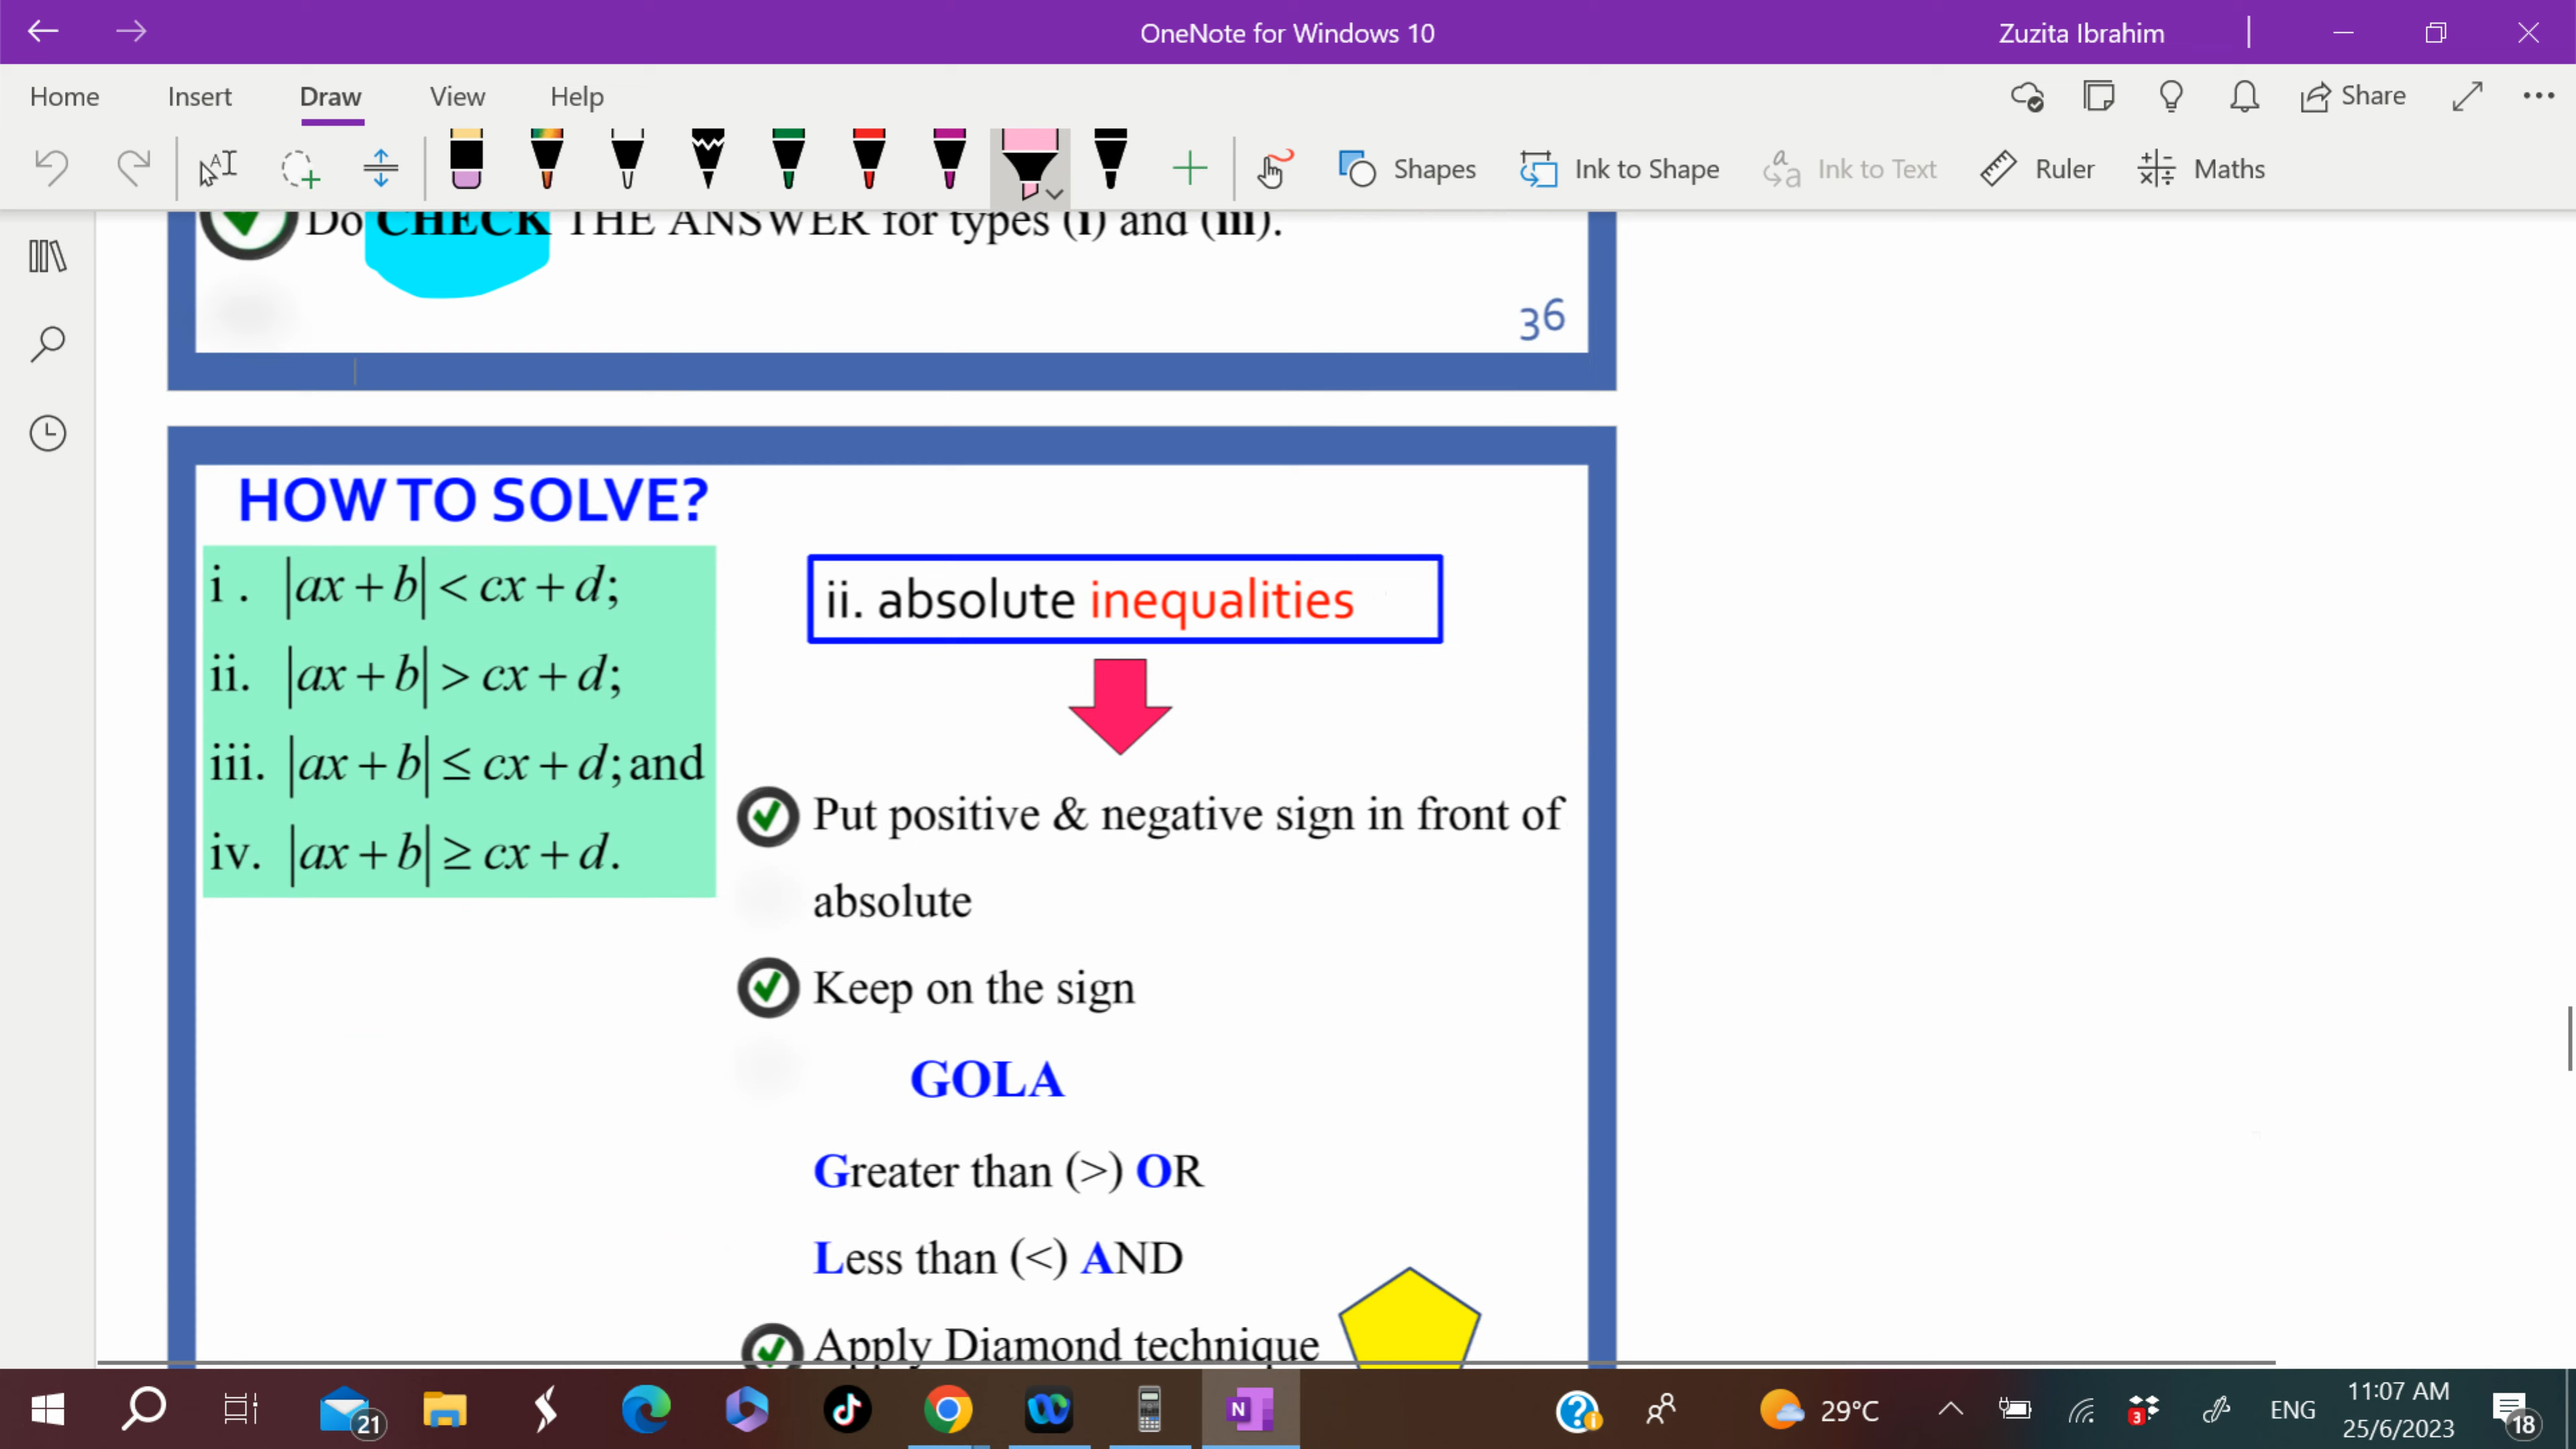 OneNote for Windows 10
Zuzita Ibrahim
Home Insert Draw View Help
Share
Shapes Ink to Shape Ink to Text Ruler Maths
Do CHECK THE ANSWER for types (i) and (iii).
36
HOW TO SOLVE?
i . |ax + b| < cx + d;
ii. |ax + b| > cx + d;
iii. |ax + b| ≤ cx + d; and
iv. |ax + b| ≥ cx + d.
ii. absolute inequalities
Put positive & negative sign in front of
absolute
Keep on the sign
GOLA
Greater than (>) OR
Less than (<) AND
Apply Diamond technique
21
N
29°C
3
ENG
11:07 AM
25/6/2023
18